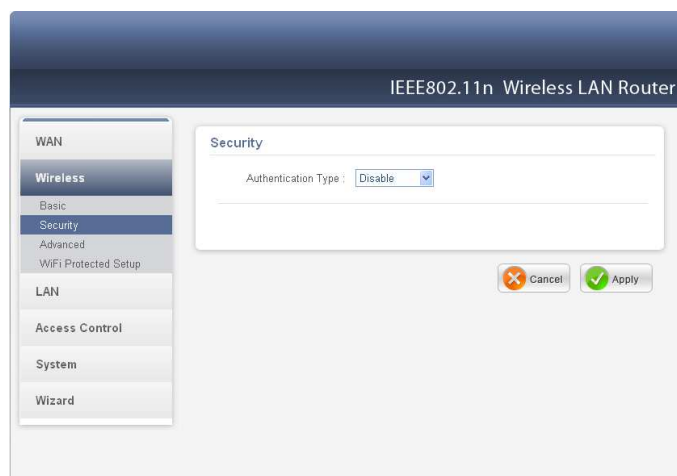 IEEE802.11n Wireless LAN Router
WAN
Wireless
Basic
Security
Advanced
WiFi Protected Setup
LAN
Access Control
System
Wizard
Security
Authentication Type : Disable
Cancel
Apply